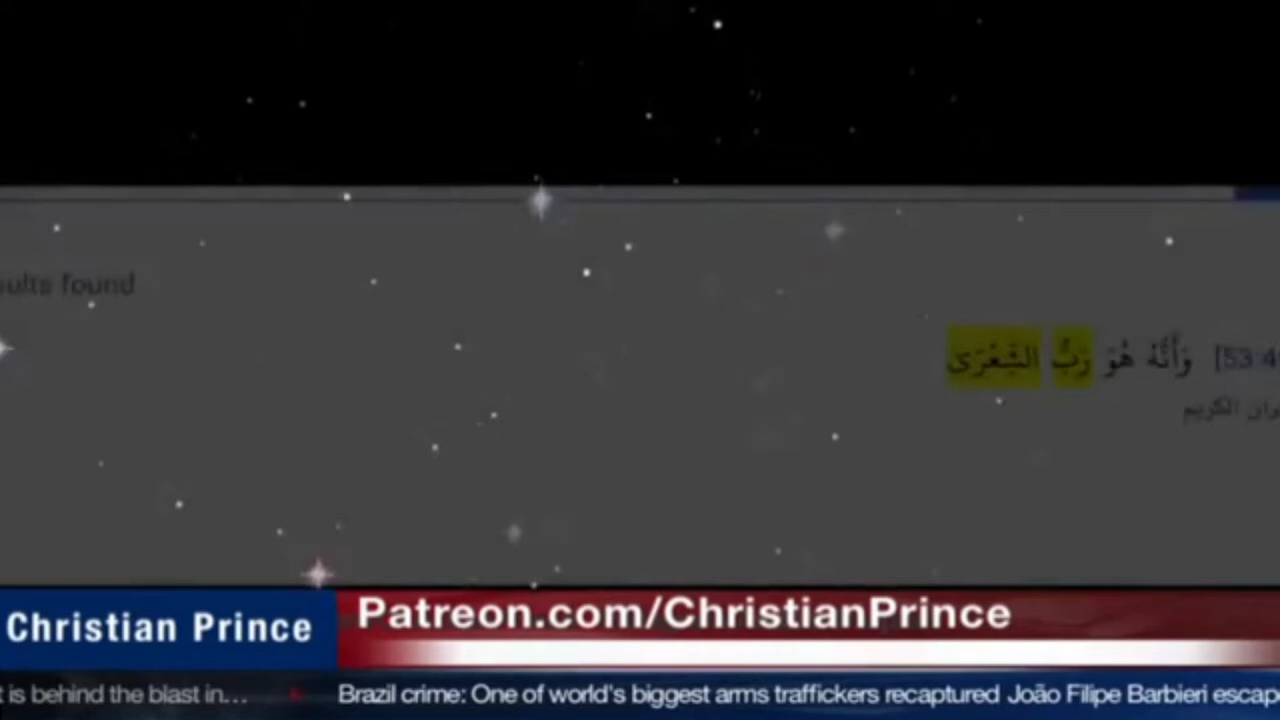 ults found
[53:4 وَأَنَّهُ هُوَ رَبُّ الشِّعْرَىٰ
الكريم
Patreon.com/ChristianPrince
Christian Prince
t is behind the blast in...
Brazil crime: One of world's biggest arms traffickers recaptured João Filipe Barbieri escap